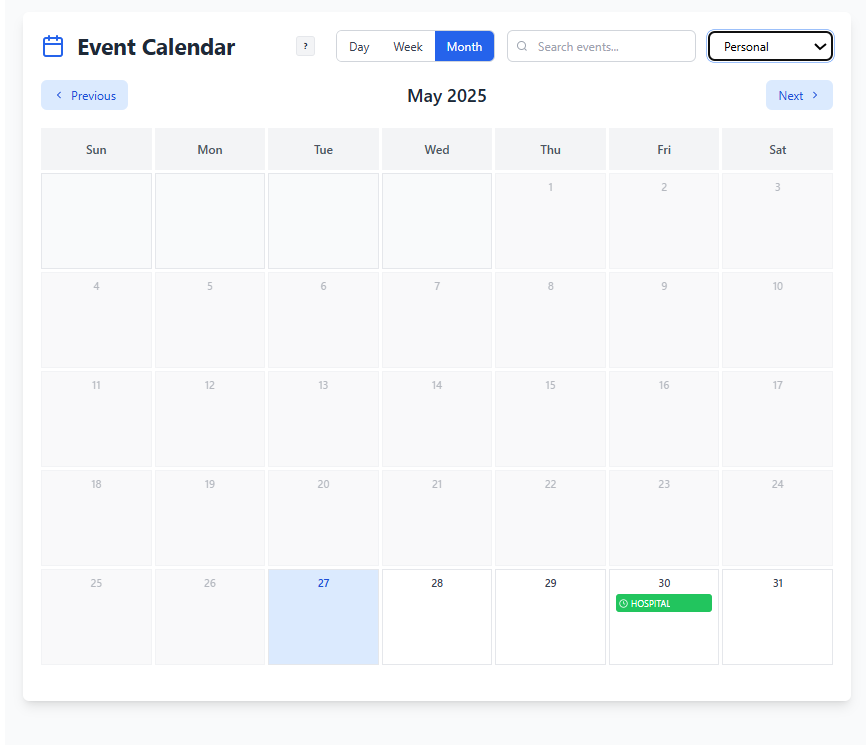 Event Calendar ? Day Week Month Search events... Personal
Previous May 2025 Next
Sun Mon Tue Wed Thu Fri Sat
1 2 3
4 5 6 7 8 9 10
11 12 13 14 15 16 17
18 19 20 21 22 23 24
25 26 27 28 29 30 31
HOSPITAL